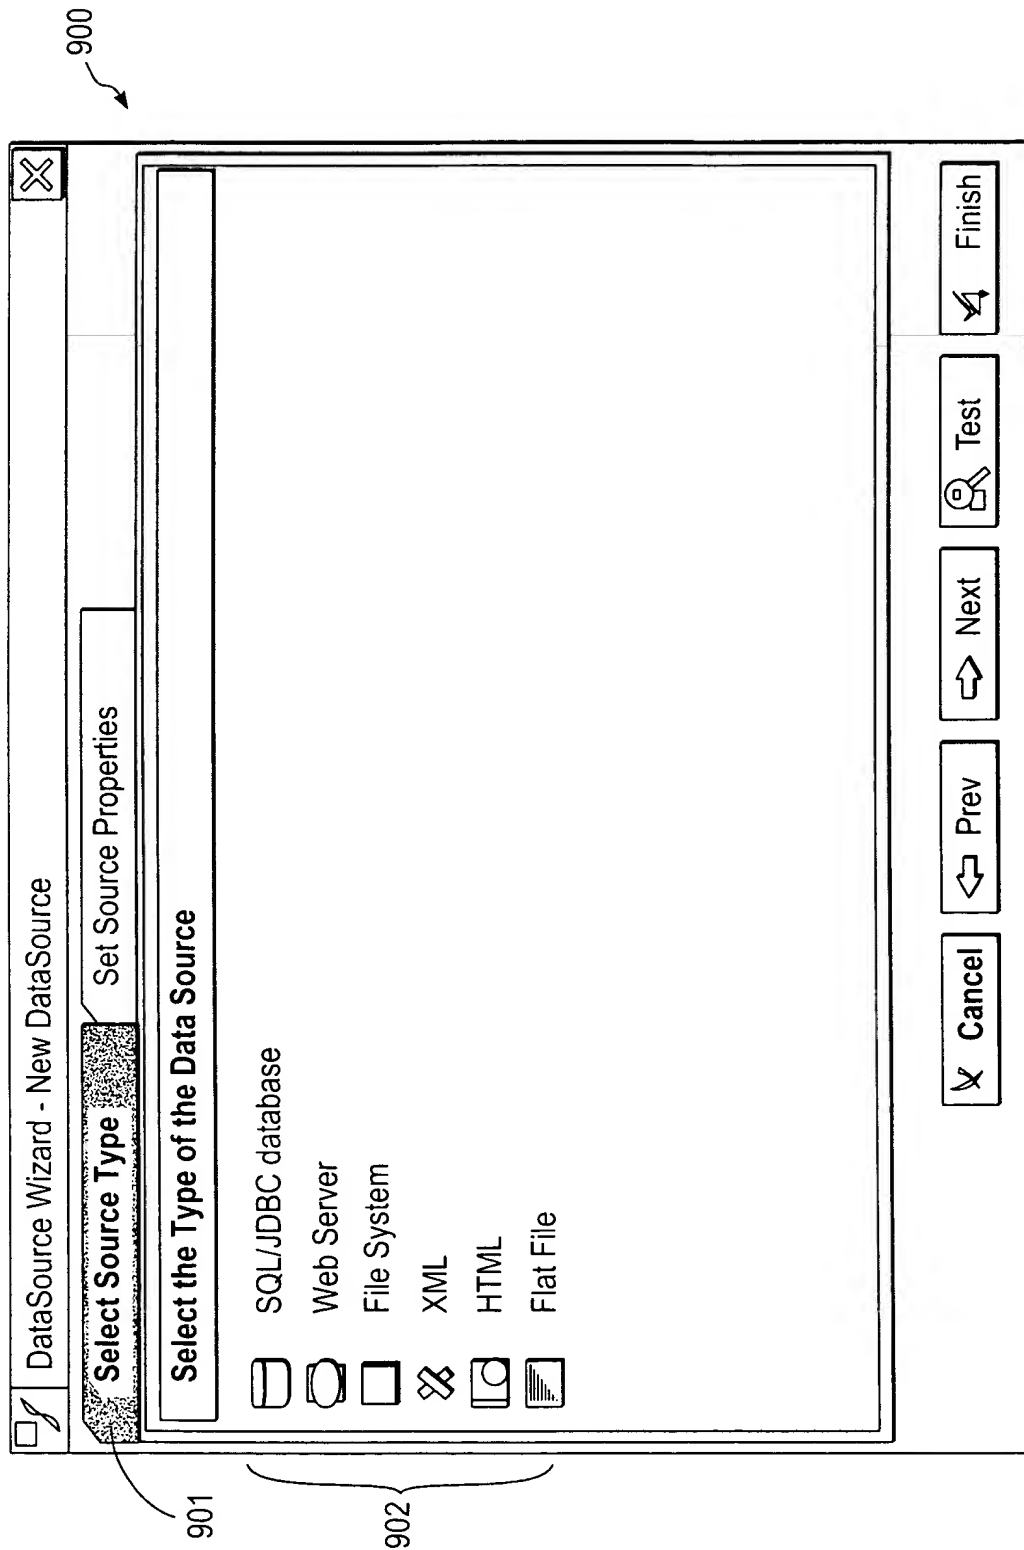 900
DataSource Wizard - New DataSource
901
Select Source Type
Set Source Properties
Select the Type of the Data Source
902
SQL/JDBC database
Web Server
File System
XML
HTML
Flat File
Cancel
Prev
Next
Test
Finish